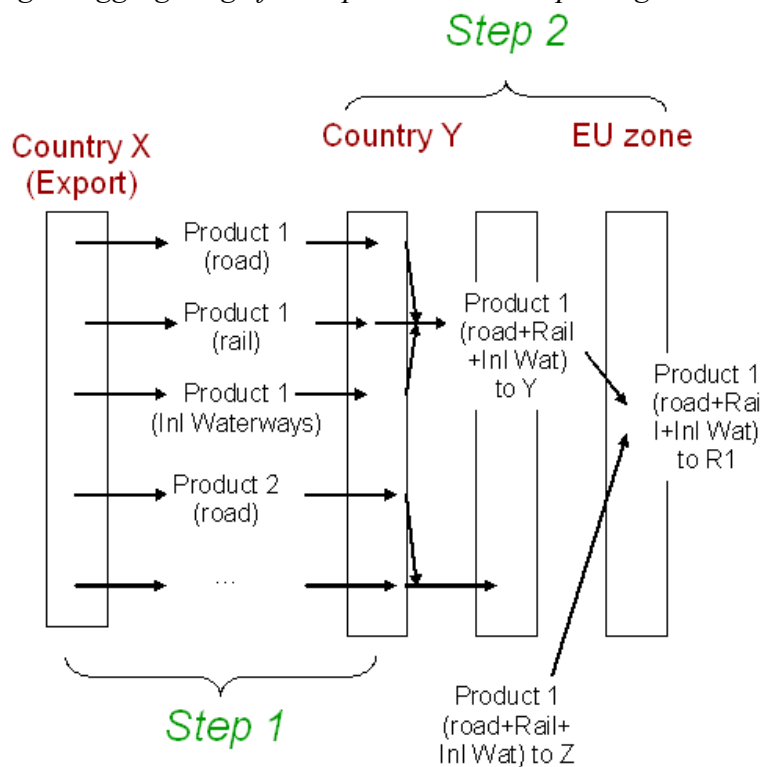 Step 2
Country Y
EU zone
Country X
(Export)
Product 1
(road)
Product 1
(rail)
Product 1
(Inl Waterways)
Product 2
(road)
...
Product 1
(road+Rail
+Inl Wat)
to Y
Product 1
(road+Rai
l+Inl Wat)
to R1
Step 1
Product 1
(road+Rail+
Inl Wat) to Z